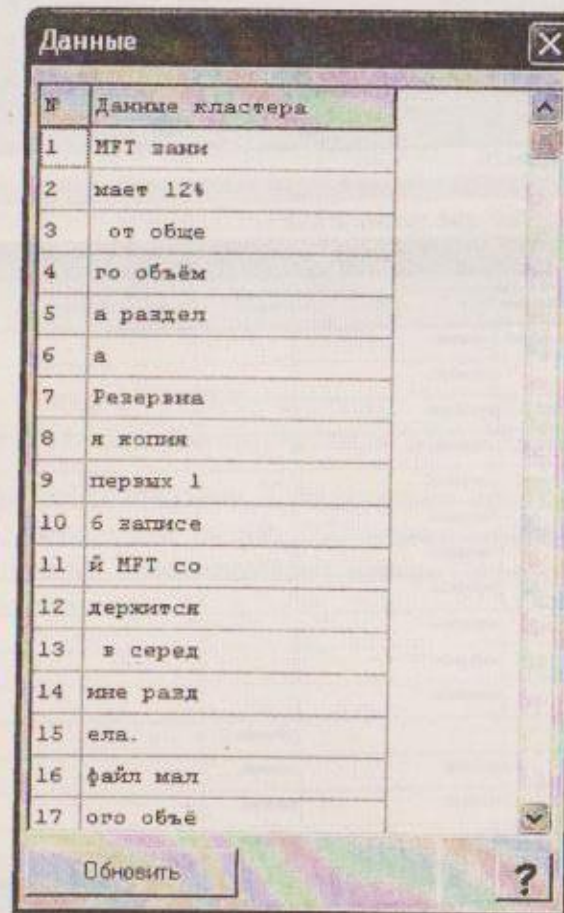 Данные
№ Данные кластера
1 MFT зани
2 мает 12%
3 от обще
4 го объём
5 а раздел
6 а
7 Резервна
8 я копия
9 первых 1
10 6 записе
11 й MFT со
12 держится
13 в серед
14 ине разд
15 ела.
16 файл мал
17 ого объё
Обновить
?